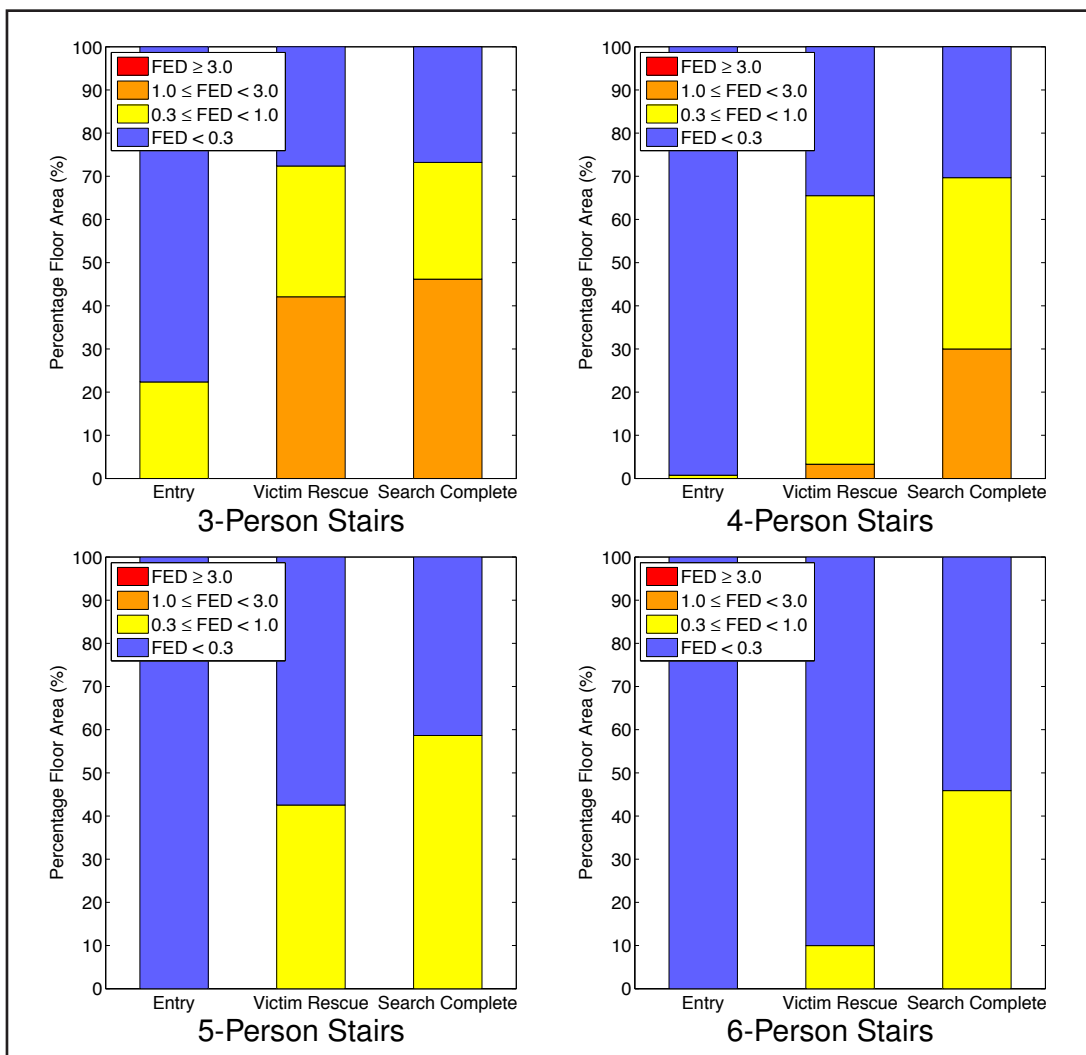 100
90
80
70
60
50
40
30
20
10
0
Percentage Floor Area (%)
FED ≥ 3.0
1.0 ≤ FED < 3.0
0.3 ≤ FED < 1.0
FED < 0.3
Entry Victim Rescue Search Complete
3-Person Stairs
100
90
80
70
60
50
40
30
20
10
0
Percentage Floor Area (%)
FED ≥ 3.0
1.0 ≤ FED < 3.0
0.3 ≤ FED < 1.0
FED < 0.3
Entry Victim Rescue Search Complete
4-Person Stairs
100
90
80
70
60
50
40
30
20
10
0
Percentage Floor Area (%)
FED ≥ 3.0
1.0 ≤ FED < 3.0
0.3 ≤ FED < 1.0
FED < 0.3
Entry Victim Rescue Search Complete
5-Person Stairs
100
90
80
70
60
50
40
30
20
10
0
Percentage Floor Area (%)
FED ≥ 3.0
1.0 ≤ FED < 3.0
0.3 ≤ FED < 1.0
FED < 0.3
Entry Victim Rescue Search Complete
6-Person Stairs